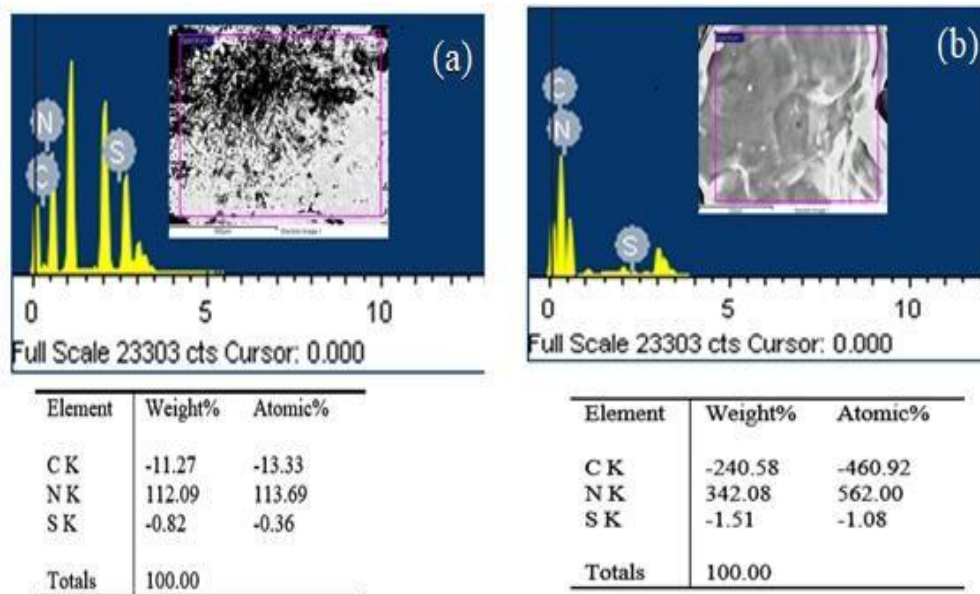 (a)
N
C
S
0 5 10
Full Scale 23303 cts Cursor: 0.000
Element Weight% Atomic%
C K -11.27 -13.33
N K 112.09 113.69
S K -0.82 -0.36
Totals 100.00
(b)
C
N
S
0 5 10
Full Scale 23303 cts Cursor: 0.000
Element Weight% Atomic%
C K -240.58 -460.92
N K 342.08 562.00
S K -1.51 -1.08
Totals 100.00